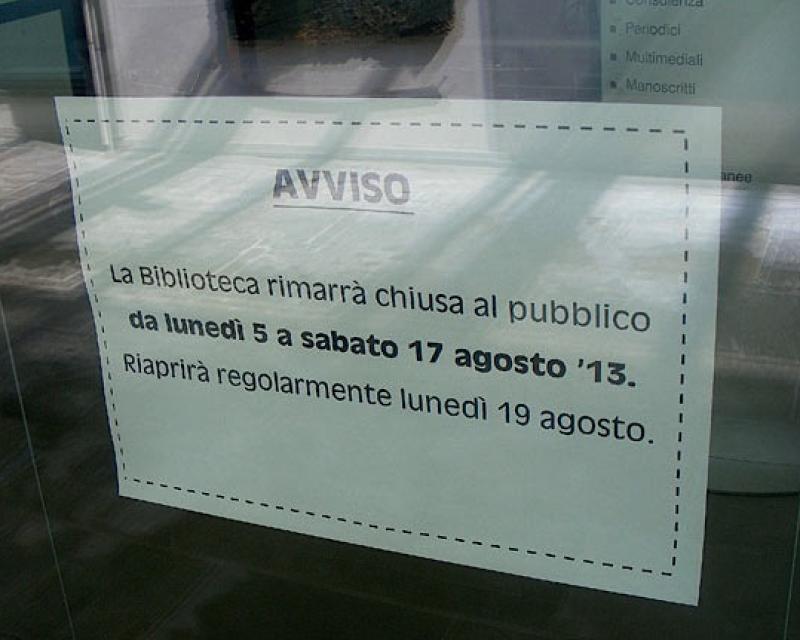 Consulenza
Periodici
Multimediali
Manoscritti
AVVISO
La Biblioteca rimarrà chiusa al pubblico
da lunedì 5 a sabato 17 agosto '13.
Riaprirà regolarmente lunedì 19 agosto.